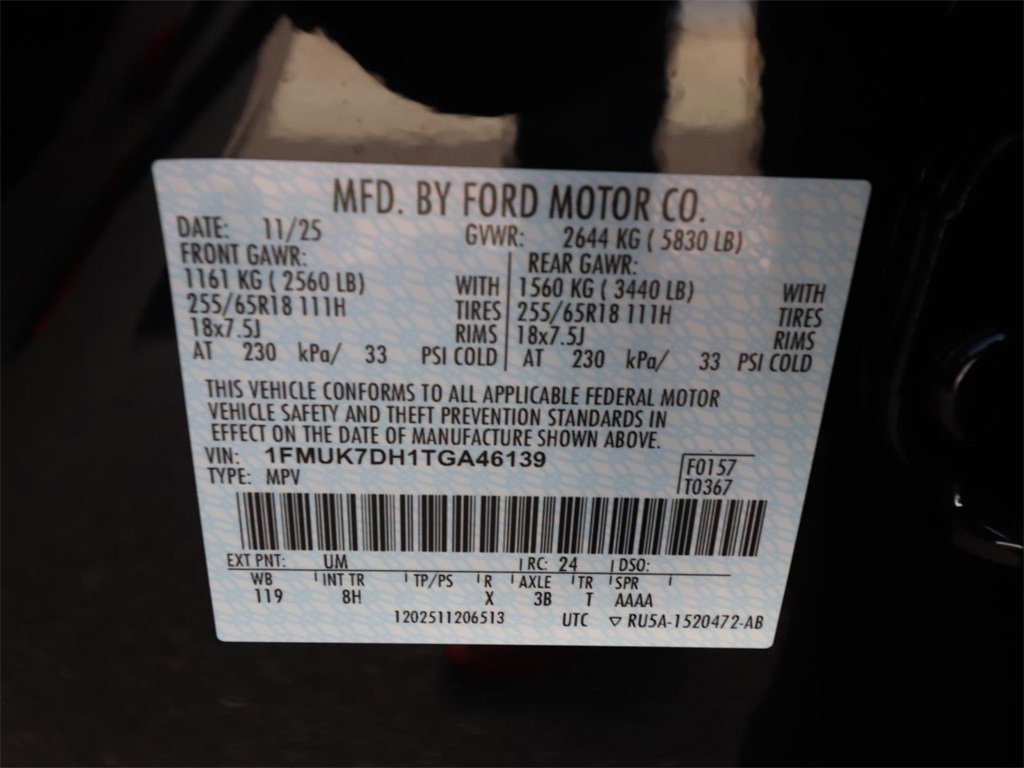 MFD. BY FORD MOTOR CO.
DATE: 11/25 GVWR: 2644 KG ( 5830 LB)
FRONT GAWR: REAR GAWR:
1161 KG ( 2560 LB) WITH 1560 KG ( 3440 LB) WITH
255/65R18 111H TIRES 255/65R18 111H TIRES
18x7.5J RIMS 18x7.5J RIMS
AT 230 kPa/ 33 PSI COLD AT 230 kPa/ 33 PSI COLD
THIS VEHICLE CONFORMS TO ALL APPLICABLE FEDERAL MOTOR
VEHICLE SAFETY AND THEFT PREVENTION STANDARDS IN
EFFECT ON THE DATE OF MANUFACTURE SHOWN ABOVE.
VIN: 1FMUK7DH1TGA46139 F0157
TYPE: MPV T0367
EXT PNT: UM RC: 24 DSO:
WB INT TR TP/PS R AXLE TR SPR
119 8H X 3B T AAAA
1202511206513 UTC ▽ RU5A-1520472-AB